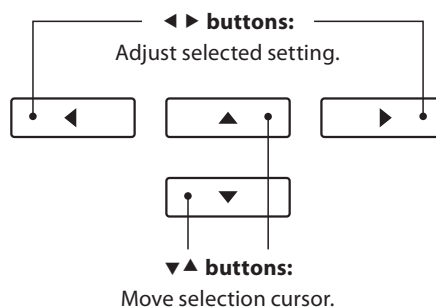 ◀ ▶ buttons:
Adjust selected setting.
◀ ▲ ▶
▼
▼▲ buttons:
Move selection cursor.